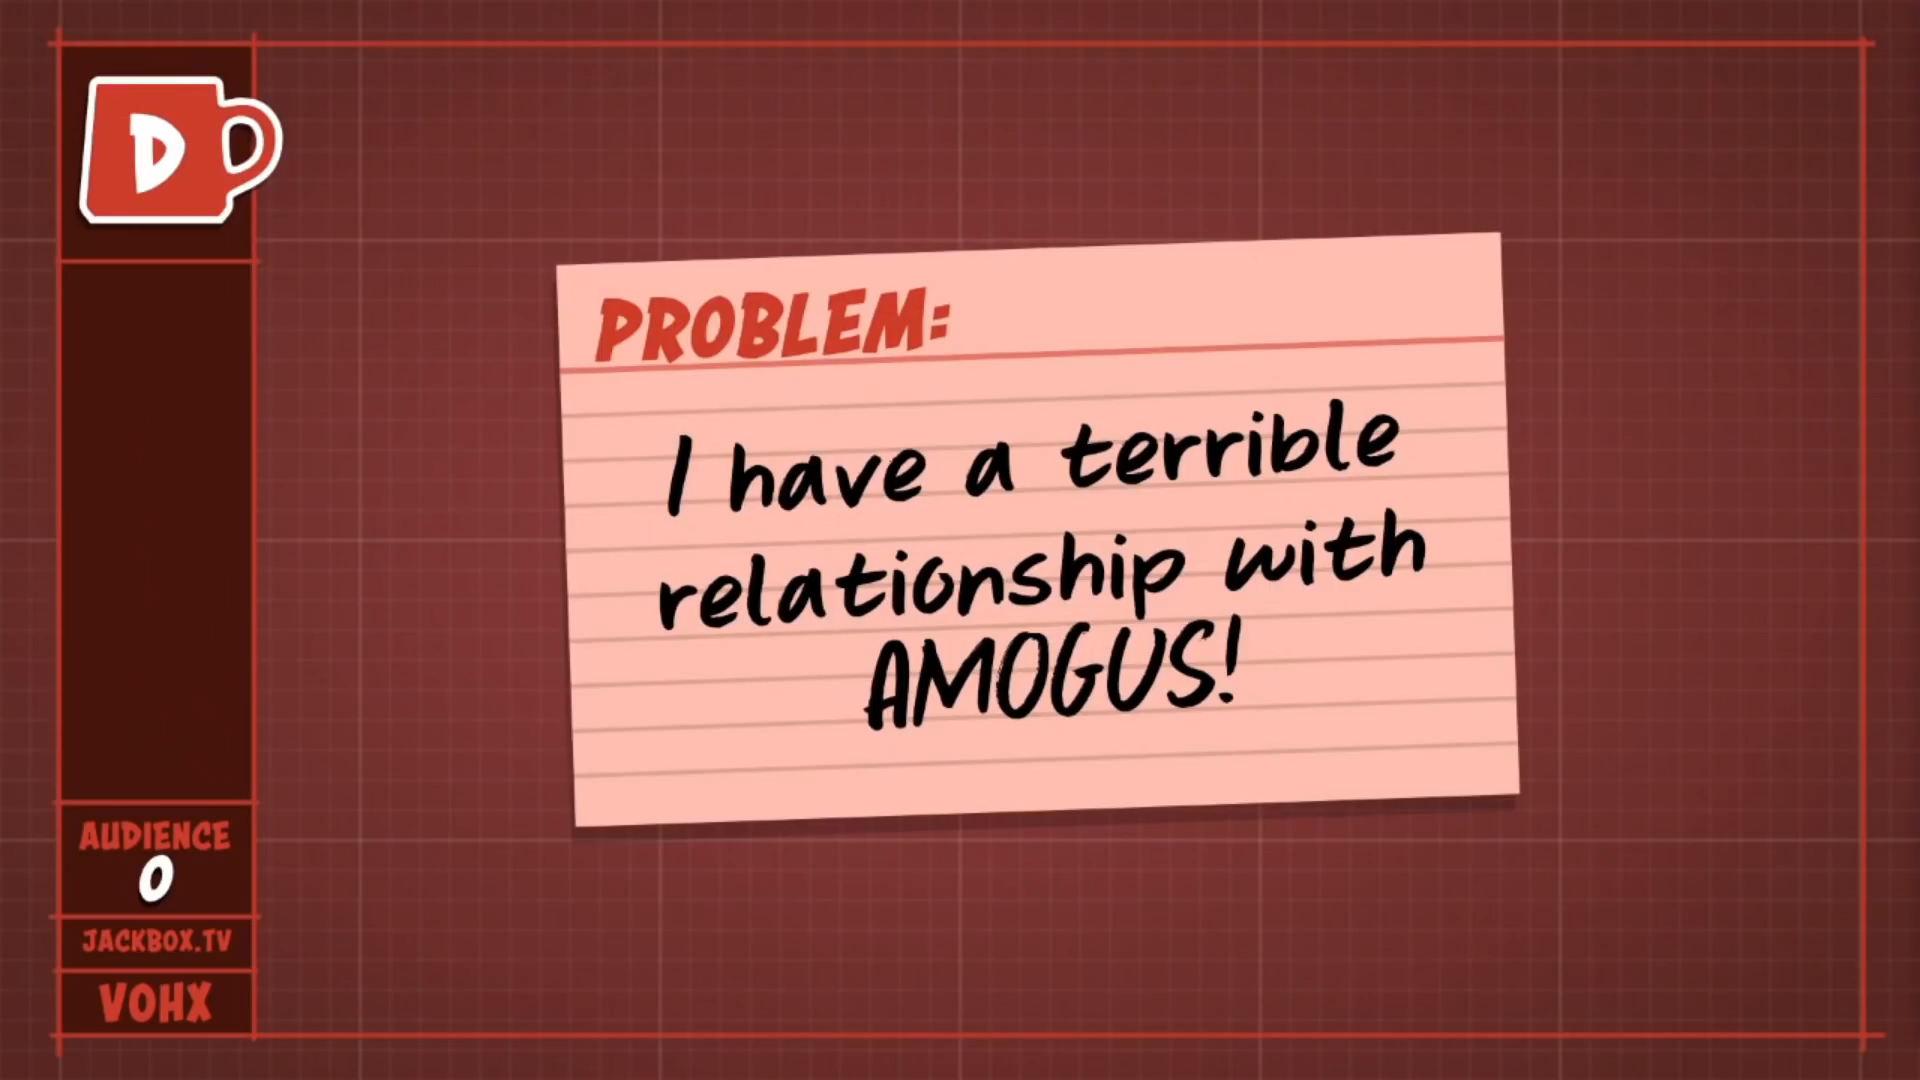 D
PROBLEM:
I have a terrible
relationship with
AMOGUS!
AUDIENCE
0
JACKBOX.TV
VOHX